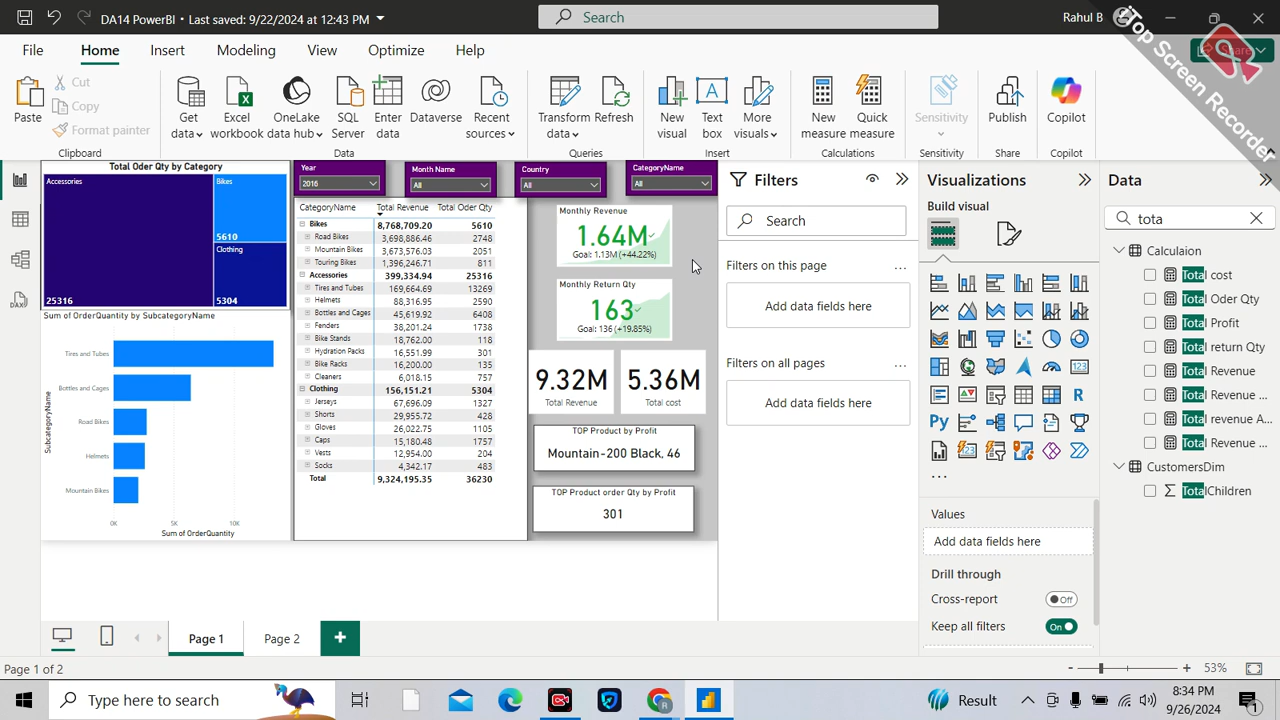 DA14 PowerBI • Last saved: 9/22/2024 at 12:43 PM
Search
Rahul B
iTop Screen Recorder
File Home Insert Modeling View Optimize Help
Share
Paste
Cut
Copy
Format painter
Get data
Excel workbook
OneLake data hub
SQL Server
Enter data
Dataverse
Recent sources
Transform data
Refresh
New visual
Text box
More visuals
New measure
Quick measure
Sensitivity
Publish
Copilot
Clipboard Data Queries Insert Calculations Sensitivity Share Copilot
Total Oder Qty by Category
Accessories
25316
Bikes
5610
Clothing
5304
Year
2016
Month Name
All
Country
All
CategoryName
All
CategoryName Total Revenue Total Oder Qty
Bikes 8,768,709.20 5610
Road Bikes 3,698,886.46 2748
Mountain Bikes 3,673,576.03 2051
Touring Bikes 1,396,246.71 811
Accessories 399,334.94 25316
Tires and Tubes 169,664.69 13269
Helmets 88,316.95 2590
Bottles and Cages 45,619.92 6408
Fenders 38,201.24 1738
Bike Stands 18,762.00 118
Hydration Packs 16,551.99 301
Bike Racks 16,200.00 135
Cleaners 6,018.15 757
Clothing 156,151.21 5304
Jerseys 67,696.09 1327
Shorts 29,955.72 428
Gloves 26,022.75 1105
Caps 15,180.48 1757
Vests 12,954.00 204
Socks 4,342.17 483
Total 9,324,195.35 36230
Sum of OrderQuantity by SubcategoryName
SubcategoryName
Tires and Tubes
Bottles and Cages
Road Bikes
Helmets
Mountain Bikes
0K 5K 10K
Sum of OrderQuantity
Monthly Revenue
1.64M
Goal: 1.13M (+44.22%)
Monthly Return Qty
163
Goal: 136 (+19.85%)
9.32M
Total Revenue
5.36M
Total cost
TOP Product by Profit
Mountain-200 Black, 46
TOP Product order Qty by Profit
301
Filters
Search
Filters on this page
...
Add data fields here
Filters on all pages
...
Add data fields here
Visualizations
Build visual
R
Py
123
...
Values
Add data fields here
Drill through
Cross-report
Off
Keep all filters
On
Data
tota
Calculaion
Total cost
Total Oder Qty
Total Profit
Total return Qty
Total Revenue
Total Revenue ...
Total revenue A...
Total Revenue ...
CustomersDim
TotalChildren
Page 1
Page 2
Page 1 of 2
53%
Type here to search
Result
8:34 PM
9/26/2024